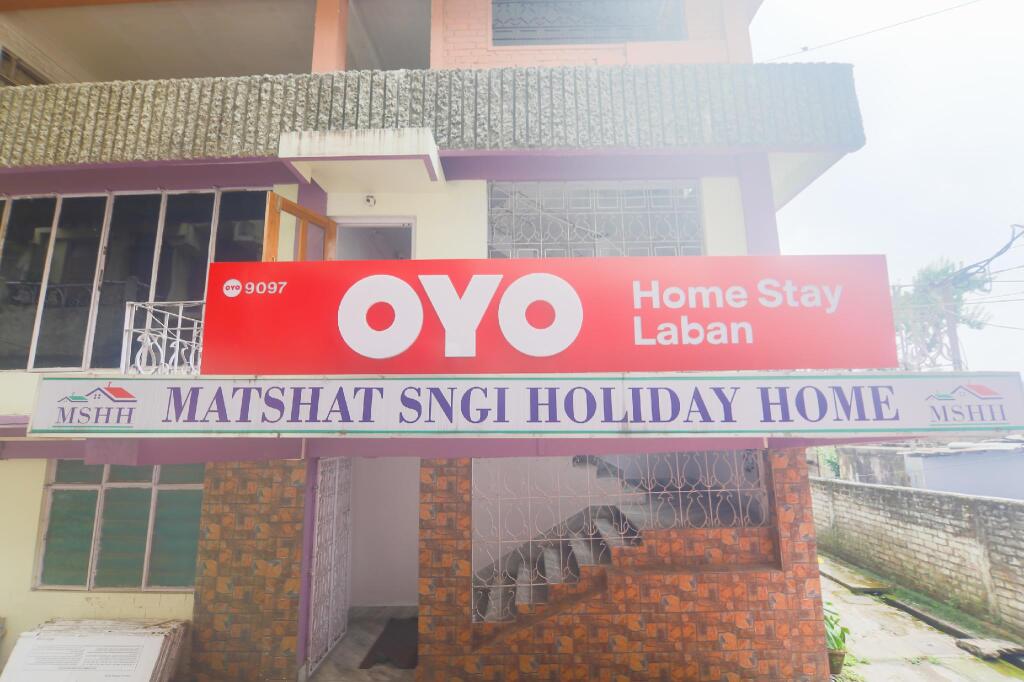 OYO 9097
OYO
Home Stay
Laban
MSHH
MATSHAT SNGI HOLIDAY HOME
MSHH